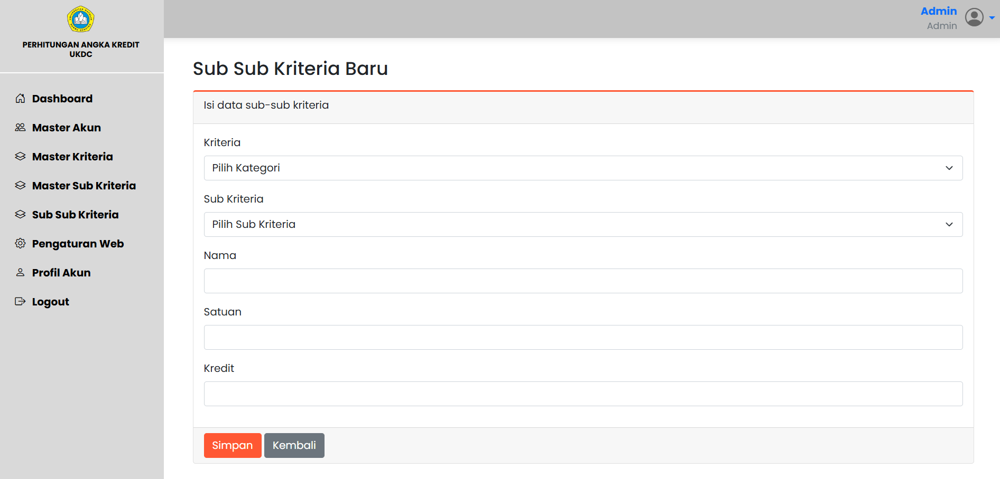 PERHITUNGAN ANGKA KREDIT
UKDC
Admin
Admin
Dashboard
Master Akun
Master Kriteria
Master Sub Kriteria
Sub Sub Kriteria
Pengaturan Web
Profil Akun
Logout
Sub Sub Kriteria Baru
Isi data sub-sub kriteria
Kriteria
Pilih Kategori
Sub Kriteria
Pilih Sub Kriteria
Nama
Satuan
Kredit
Simpan
Kembali